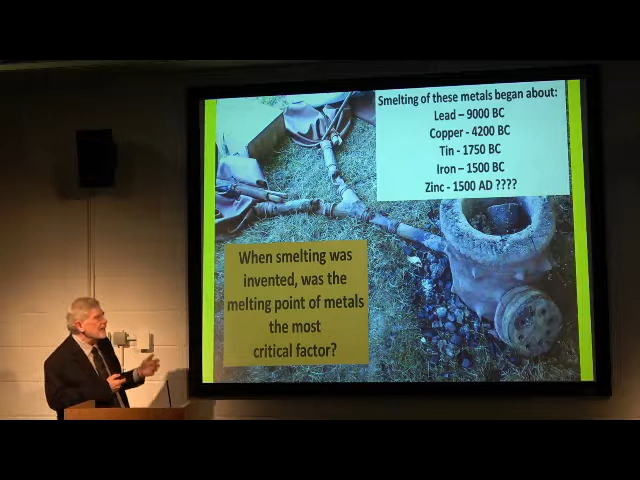 Smelting of these metals began about:
Lead – 9000 BC
Copper - 4200 BC
Tin - 1750 BC
Iron – 1500 BC
Zinc - 1500 AD ????
When smelting was
invented, was the
melting point of metals
the most
critical factor?